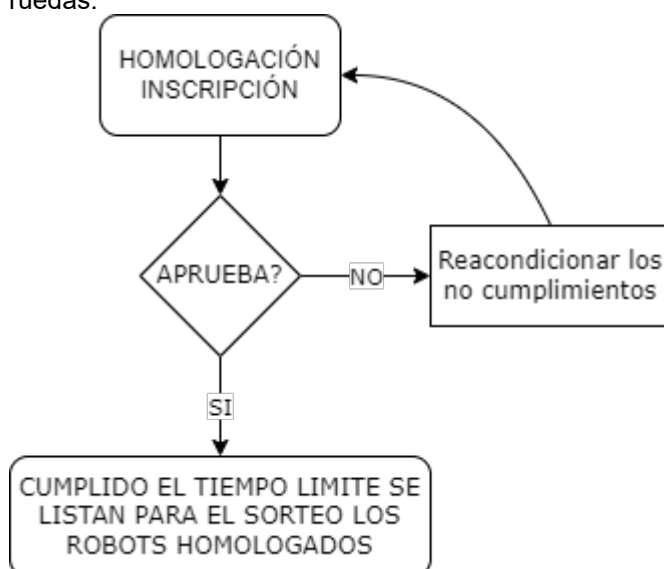 ruedas.
HOMOLOGACIÓN
INSCRIPCIÓN
APRUEBA?
NO
Reacondicionar los
no cumplimientos
SI
CUMPLIDO EL TIEMPO LIMITE SE
LISTAN PARA EL SORTEO LOS
ROBOTS HOMOLOGADOS